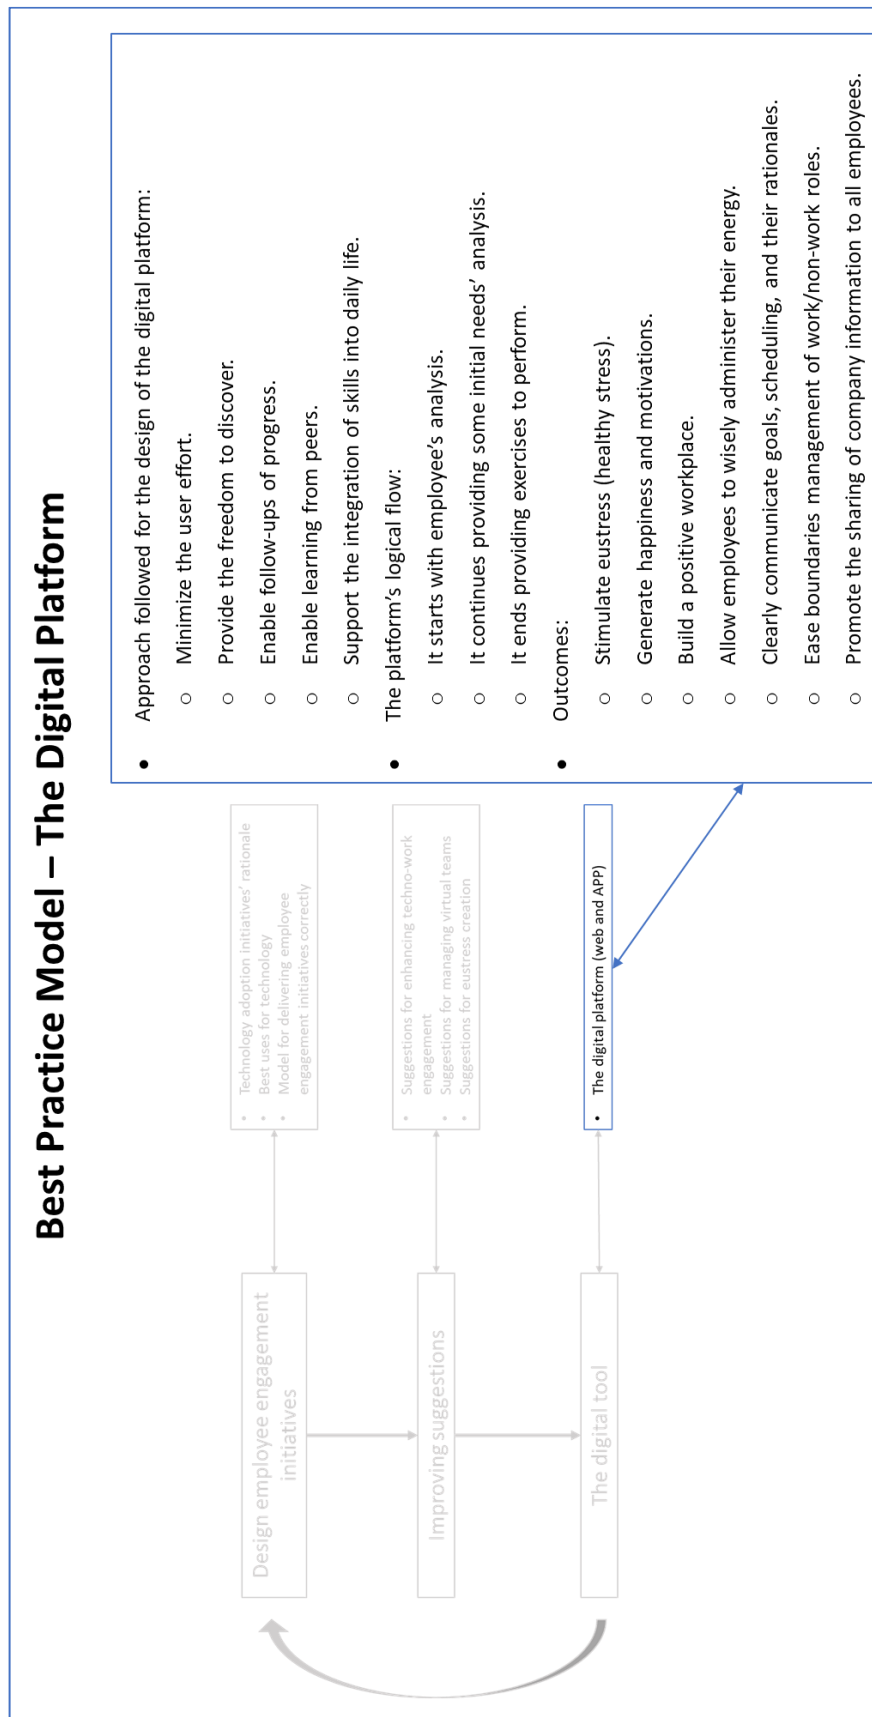 Best Practice Model – The Digital Platform
Design employee engagement
initiatives
Improving suggestions
The digital tool
• Technology adoption initiatives' rationale
• Best uses for technology
• Model for delivering employee
engagement initiatives correctly
• Suggestions for enhancing techno-work
engagement
• Suggestions for managing virtual teams
• Suggestions for eustress creation
• The digital platform (web and APP)
• Approach followed for the design of the digital platform:
○ Minimize the user effort.
○ Provide the freedom to discover.
○ Enable follow-ups of progress.
○ Enable learning from peers.
○ Support the integration of skills into daily life.
• The platform's logical flow:
○ It starts with employee's analysis.
○ It continues providing some initial needs' analysis.
○ It ends providing exercises to perform.
• Outcomes:
○ Stimulate eustress (healthy stress).
○ Generate happiness and motivations.
○ Build a positive workplace.
○ Allow employees to wisely administer their energy.
○ Clearly communicate goals, scheduling, and their rationales.
○ Ease boundaries management of work/non-work roles.
○ Promote the sharing of company information to all employees.